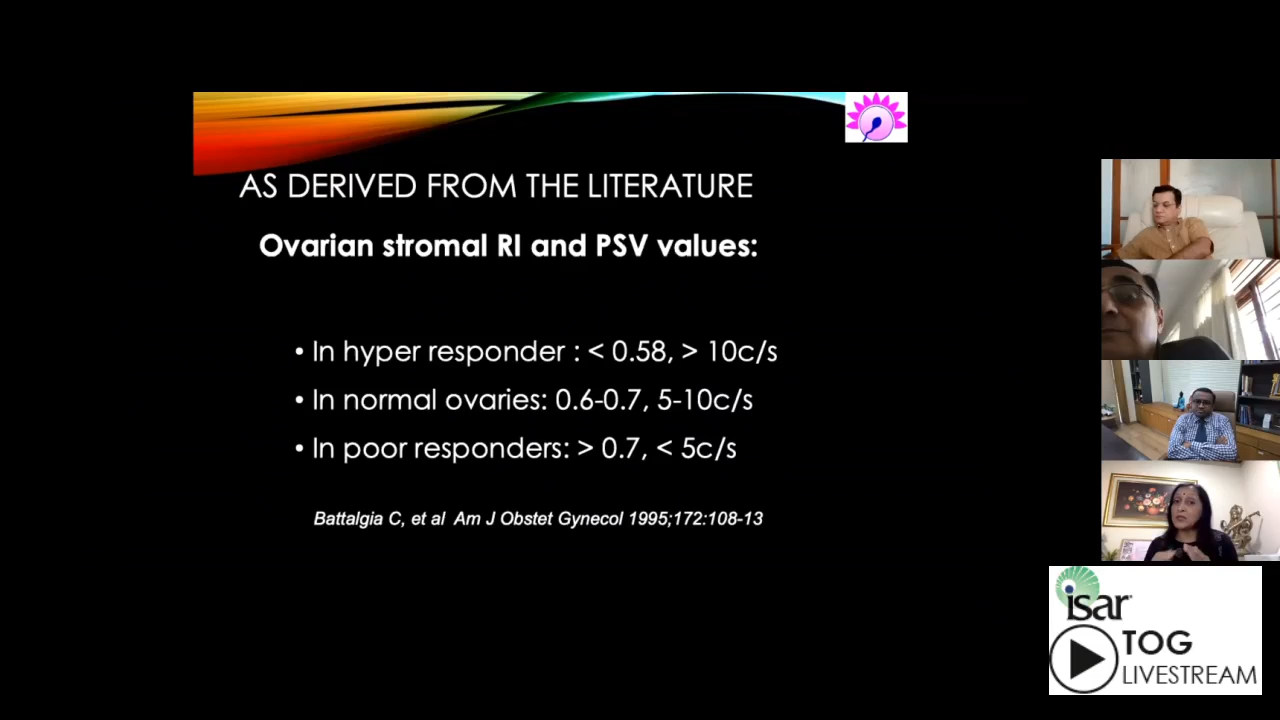 AS DERIVED FROM THE LITERATURE
Ovarian stromal RI and PSV values:
• In hyper responder : < 0.58, > 10c/s
• In normal ovaries: 0.6-0.7, 5-10c/s
• In poor responders: > 0.7, < 5c/s
Battalgia C, et al Am J Obstet Gynecol 1995;172:108-13
isar
TOG
LIVESTREAM